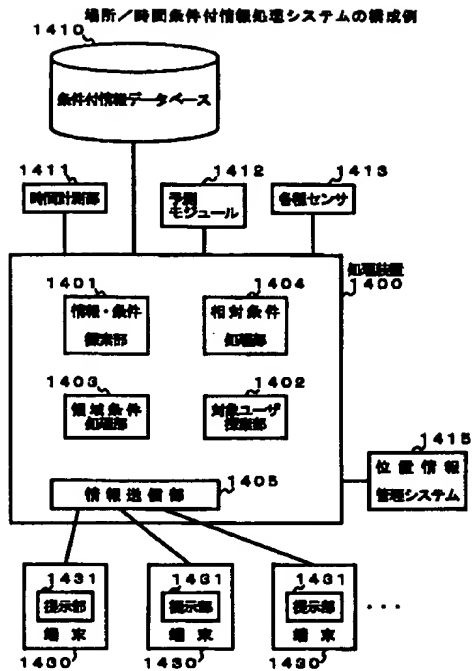 場所／時間条件付情報処理システムの構成例
1410
条件付情報データベース
1411
時間計測部
1412
予測
モジュール
1413
各種センサ
処理装置
1400
1401
情報・条件
探索部
1404
相対条件
処理部
1403
領域条件
処理部
1402
対象ユーザ
探索部
1405
情報送信部
1415
位置情報
管理システム
1431
提示部
端末
1430
1431
提示部
端末
1430
1431
提示部
端末
1430
・・・